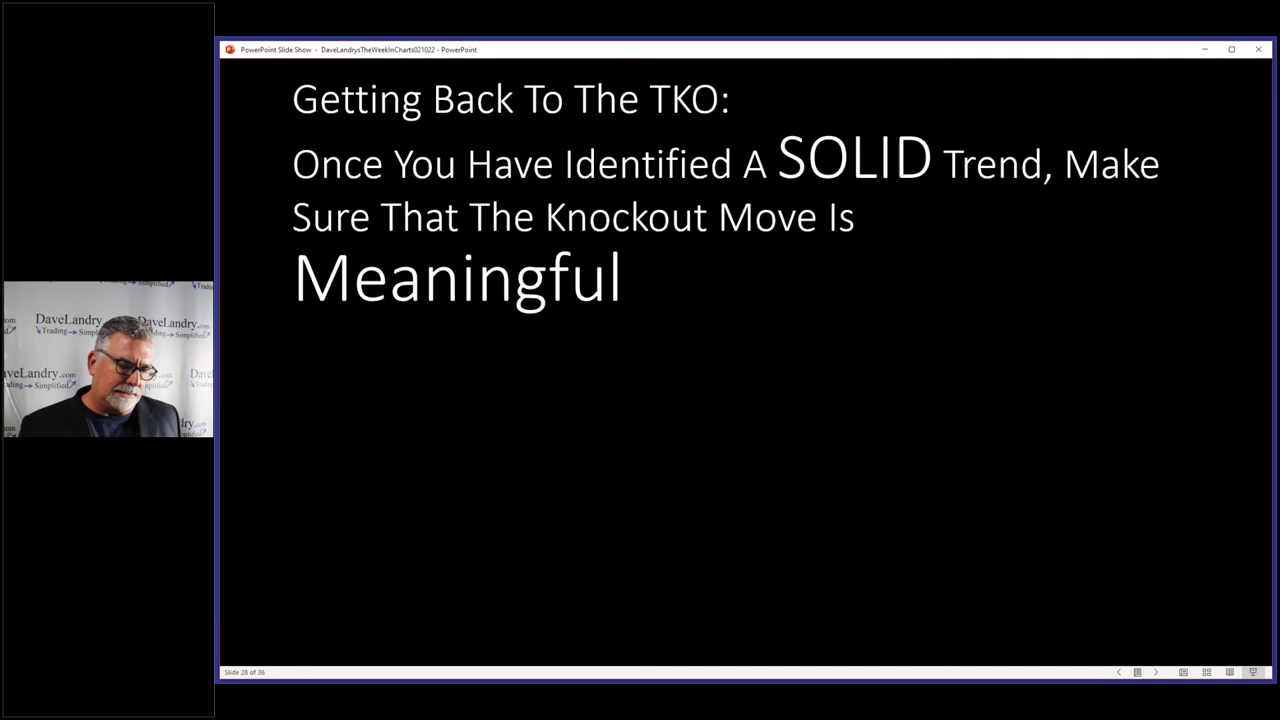 PowerPoint Slide Show - DaveLandrysTheWeekInCharts021022 - PowerPoint
Getting Back To The TKO:
Once You Have Identified A SOLID Trend, Make
Sure That The Knockout Move Is
Meaningful
DaveLandry.com
Trading
DaveLandry.com
Simplified
Slide 28 of 36